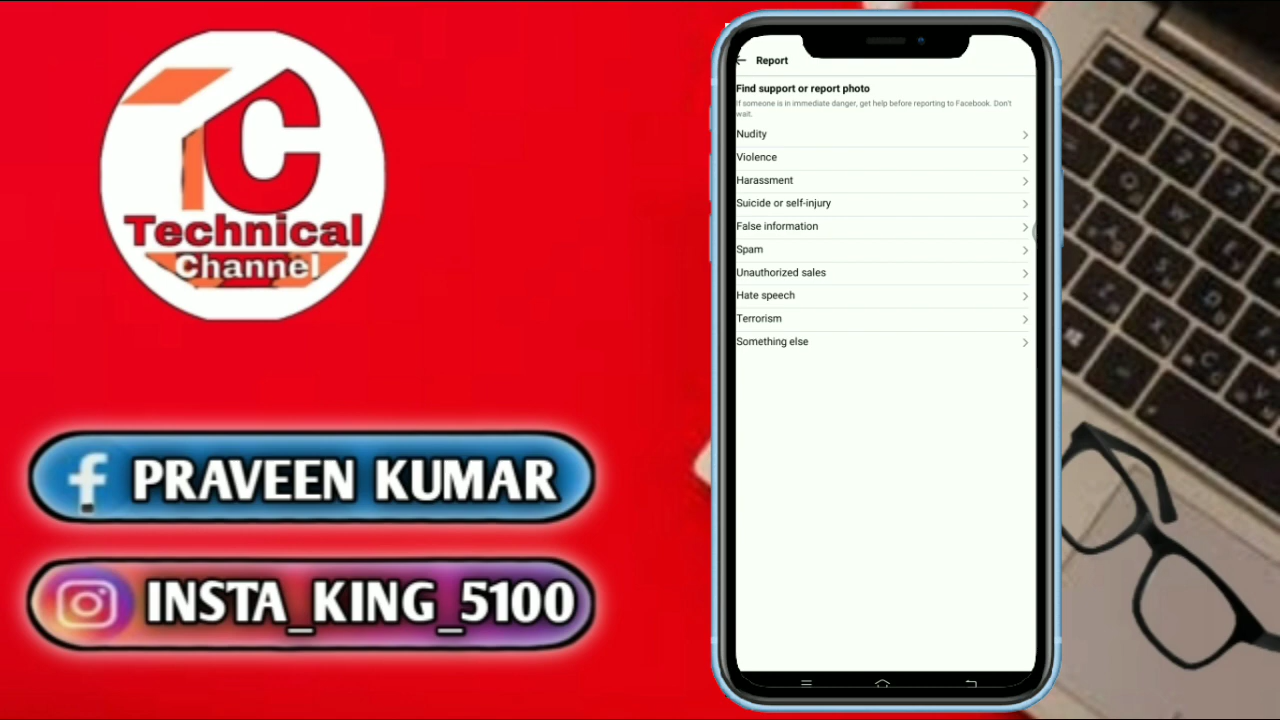 TC
Technical
Channel
PRAVEEN KUMAR
INSTA_KING_5100
Report
Find support or report photo
If someone is in immediate danger, get help before reporting to Facebook. Don't
wait.
Nudity
Violence
Harassment
Suicide or self-injury
False information
Spam
Unauthorized sales
Hate speech
Terrorism
Something else